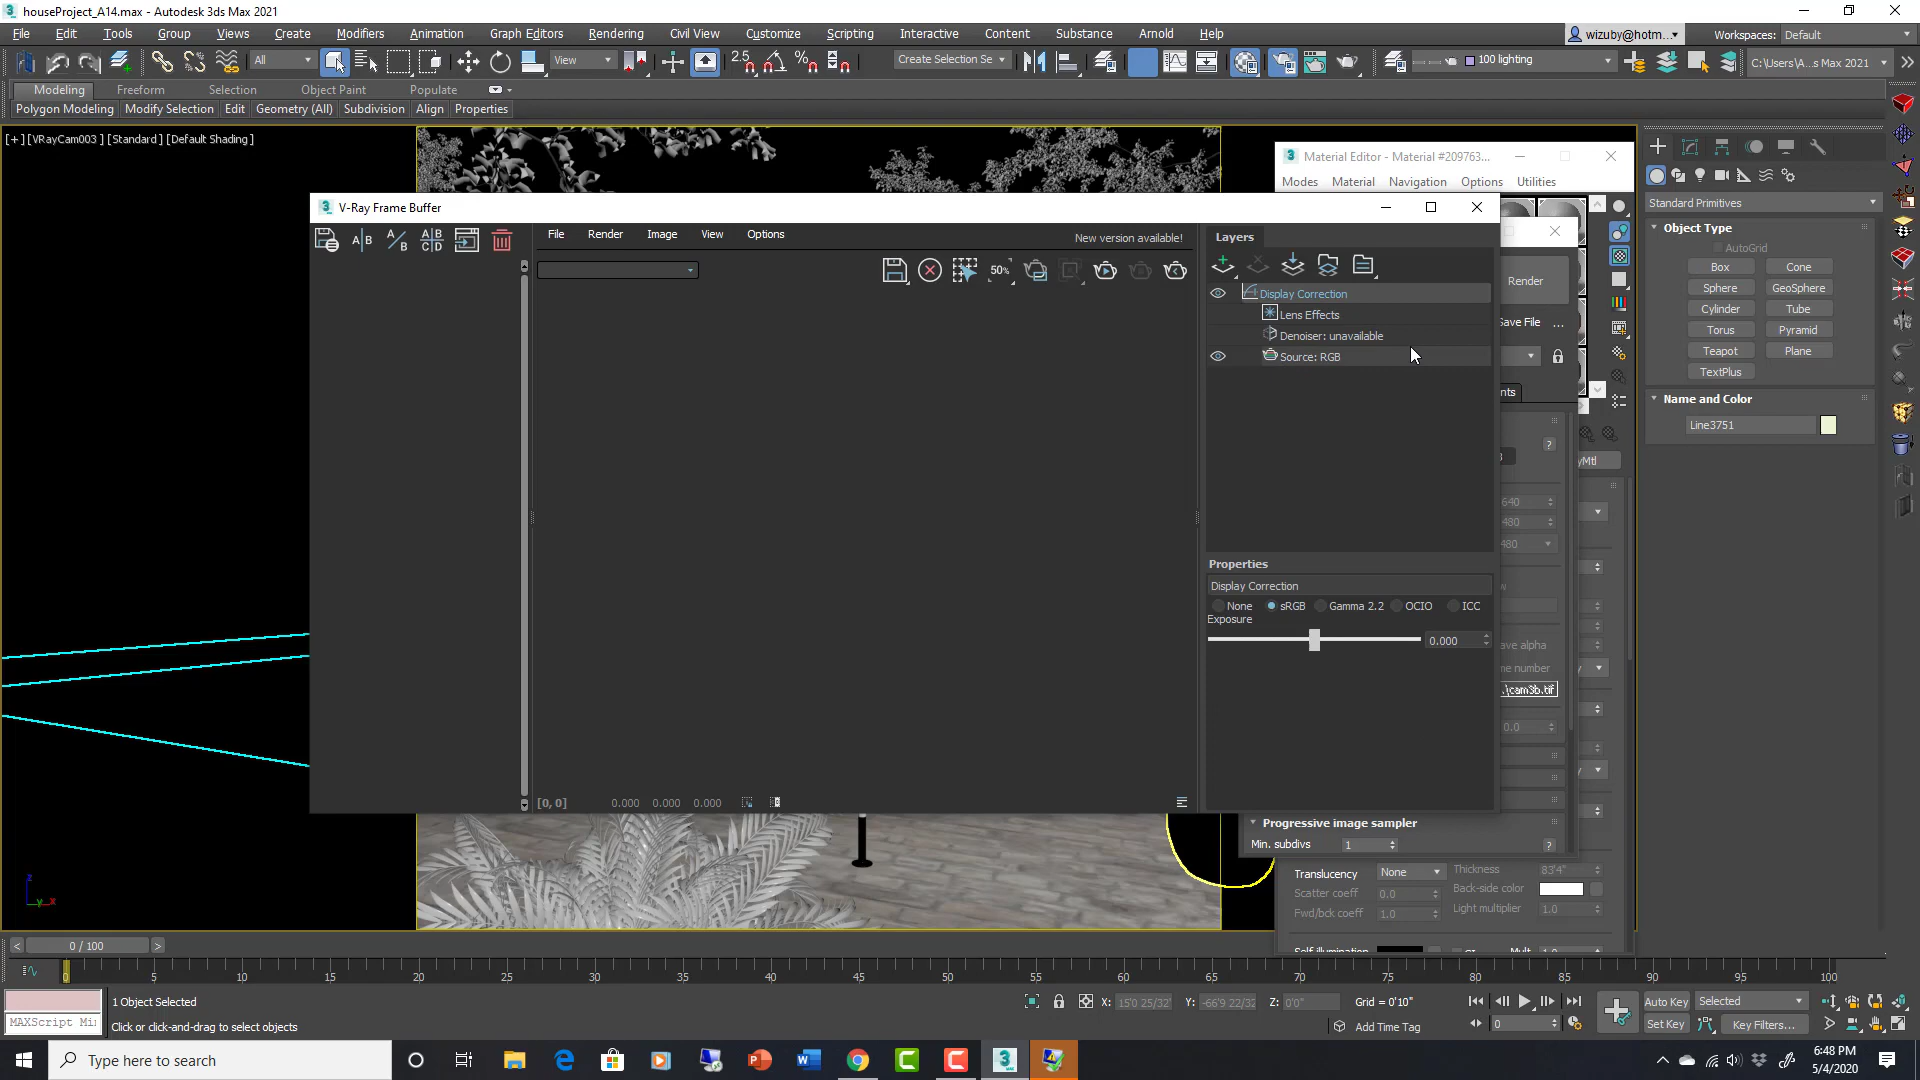 houseProject_A14.max - Autodesk 3ds Max 2021
File Edit Tools Group Views Create Modifiers Animation Graph Editors Rendering Civil View Customize Scripting Interactive Content Substance Arnold Help wizuby@hotm... Workspaces: Default
All View 2.5 Create Selection Se 100 lighting C:\Users\A...s Max 2021
Modeling Freeform Selection Object Paint Populate
Polygon Modeling Modify Selection Edit Geometry (All) Subdivision Align Properties
[+] [VRayCam003 ] [Standard] [Default Shading]
Material Editor - Material #209763...
Modes Material Navigation Options Utilities
V-Ray Frame Buffer
File Render Image View Options New version available!
50%
Layers
Display Correction
Lens Effects
Denoiser: unavailable
Source: RGB
Properties
Display Correction
None sRGB Gamma 2.2 OCIO ICC
Exposure
0.000
[0, 0] 0.000 0.000 0.000
Render
Save File ...
nts
?
yMtl
640
480
480
ave alpha
me number
..\cam3b.tif
0.0
Progressive image sampler
Min. subdivs 1 ?
Translucency None Thickness 83'4"
Scatter coeff 0.0 Back-side color
Fwd/bck coeff 1.0 Light multiplier 1.0
Self-illumination GI Mult 1.0
Standard Primitives
Object Type
AutoGrid
Box Cone
Sphere GeoSphere
Cylinder Tube
Torus Pyramid
Teapot Plane
TextPlus
Name and Color
Line3751
z
y x
< 0 / 100 >
0 5 10 15 20 25 30 35 40 45 50 55 60 65 70 75 80 85 90 95 100
1 Object Selected X: 15'0 25/32" Y: -66'9 22/32 Z: 0'0" Grid = 0'10" Auto Key Selected
MAXScript Mi Click or click-and-drag to select objects Add Time Tag 0 Set Key Key Filters...
Type here to search
6:48 PM
5/4/2020